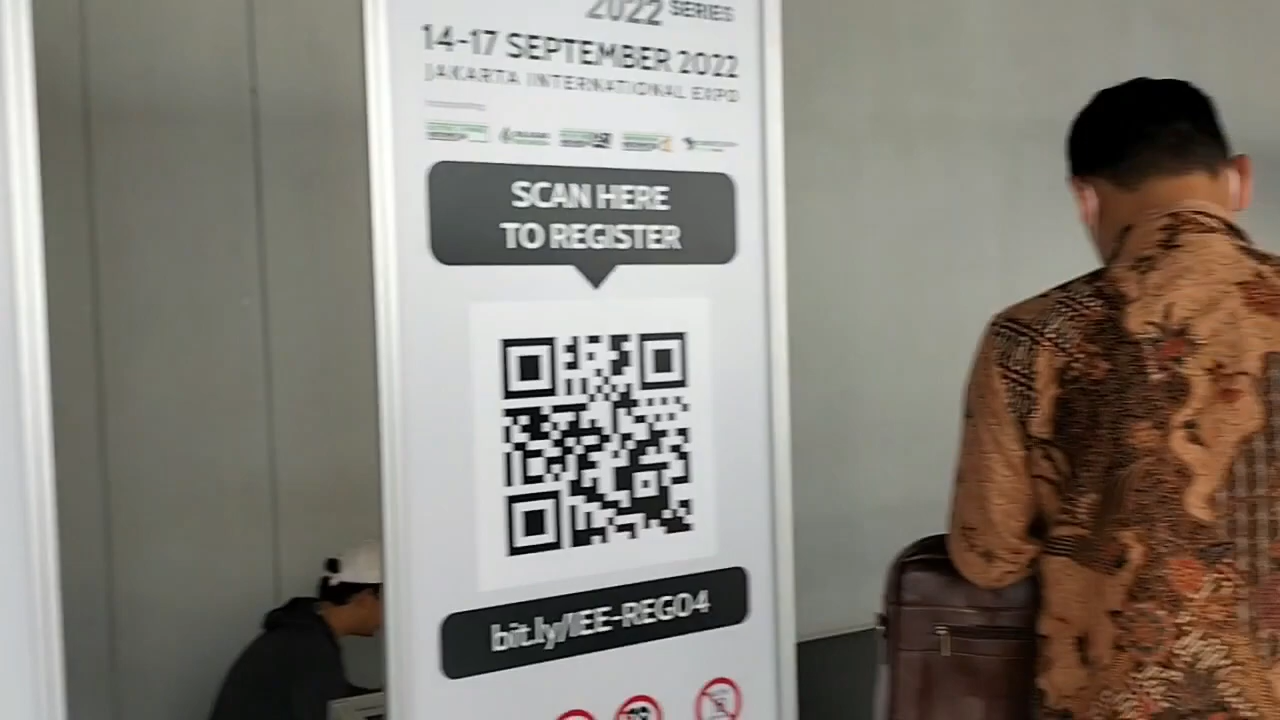 2022 SERIES
14-17 SEPTEMBER 2022
JAKARTA INTERNATIONAL EXPO
SCAN HERE
TO REGISTER
bit.ly/IEE-REG04